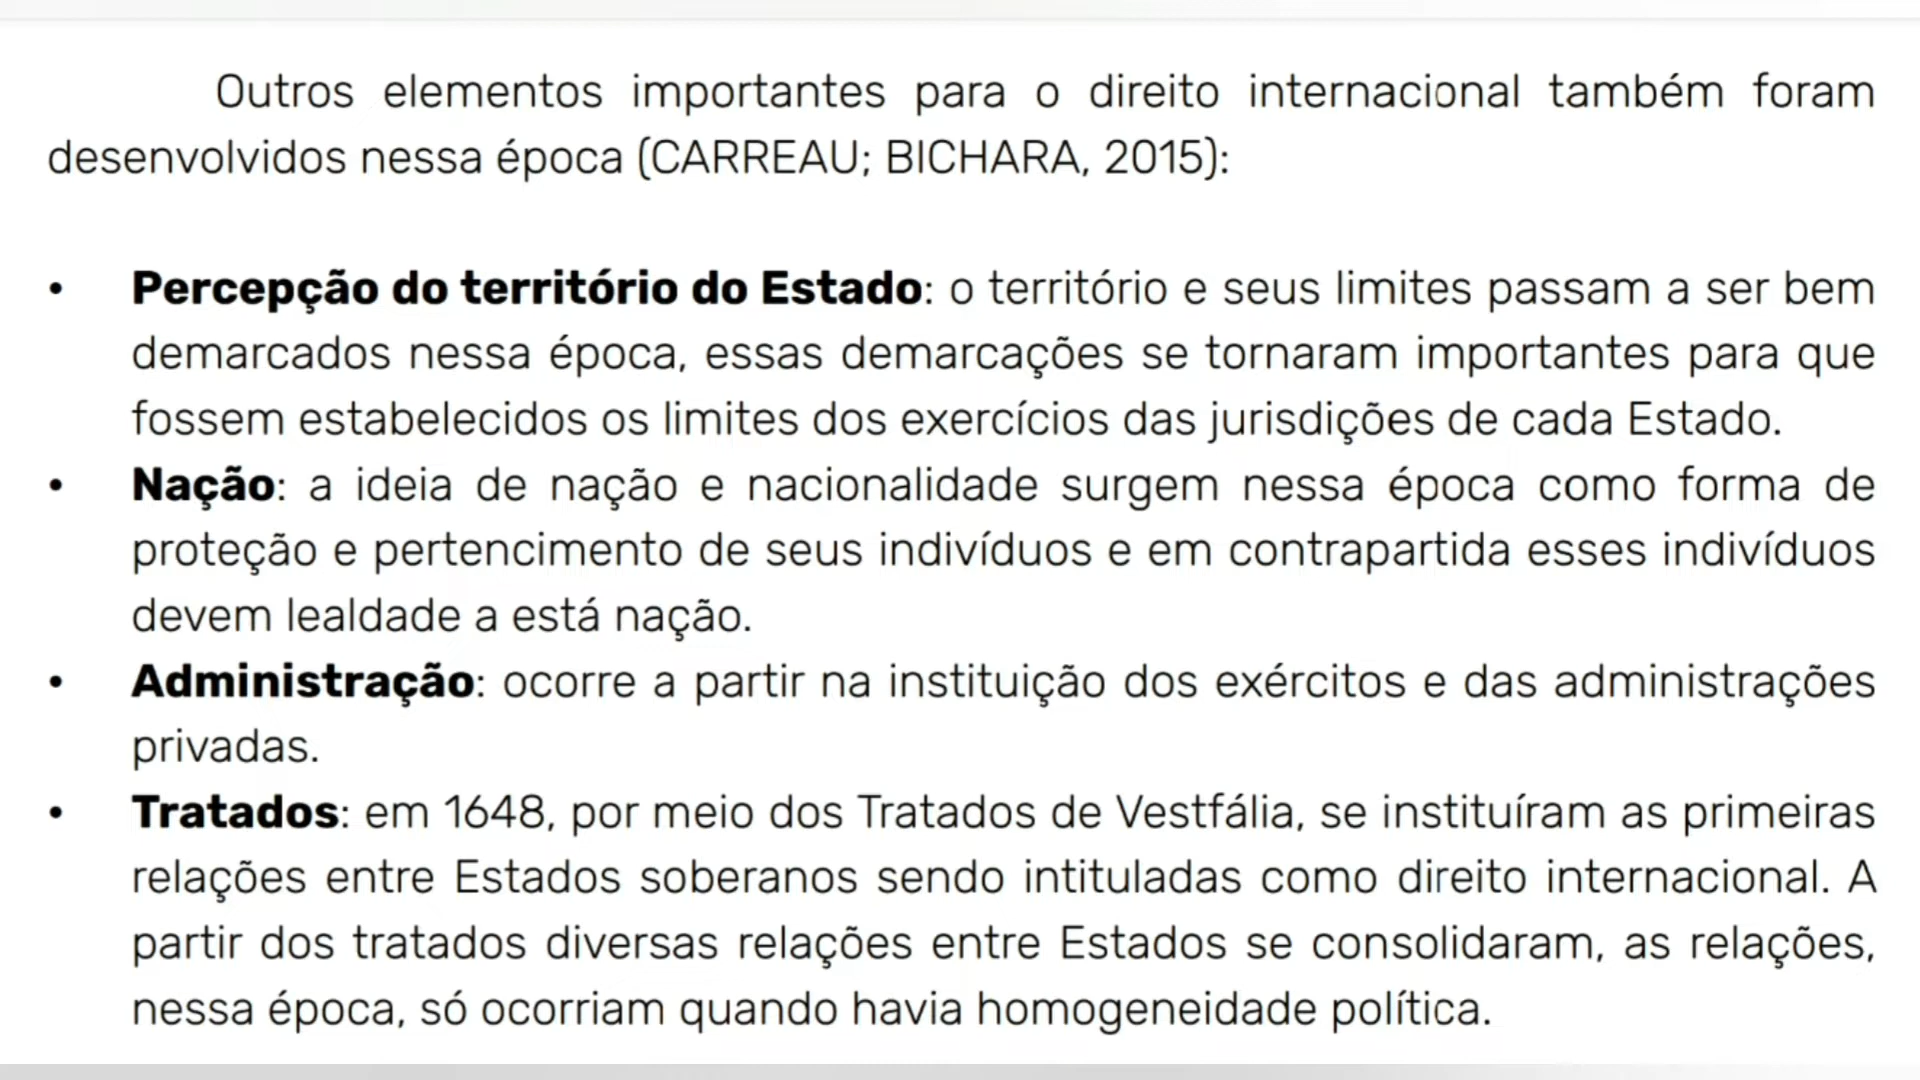 Outros elementos importantes para o direito internacional também foram
desenvolvidos nessa época (CARREAU; BICHARA, 2015):
• Percepção do território do Estado: o território e seus limites passam a ser bem
demarcados nessa época, essas demarcações se tornaram importantes para que
fossem estabelecidos os limites dos exercícios das jurisdições de cada Estado.
• Nação: a ideia de nação e nacionalidade surgem nessa época como forma de
proteção e pertencimento de seus indivíduos e em contrapartida esses indivíduos
devem lealdade a está nação.
• Administração: ocorre a partir na instituição dos exércitos e das administrações
privadas.
• Tratados: em 1648, por meio dos Tratados de Vestfália, se instituíram as primeiras
relações entre Estados soberanos sendo intituladas como direito internacional. A
partir dos tratados diversas relações entre Estados se consolidaram, as relações,
nessa época, só ocorriam quando havia homogeneidade política.